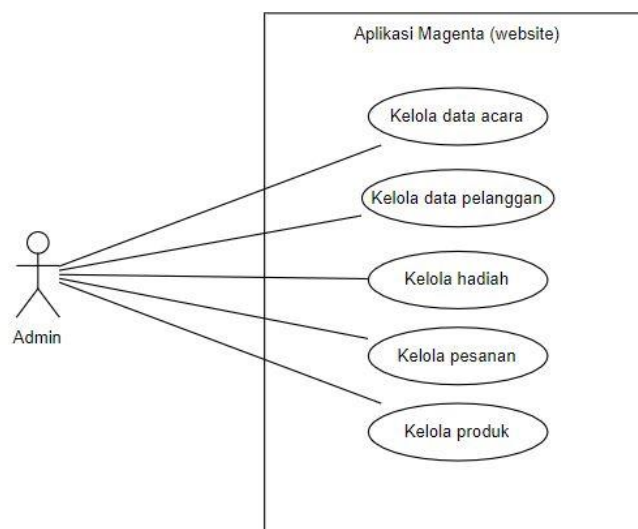 Aplikasi Magenta (website)
Kelola data acara
Kelola data pelanggan
Kelola hadiah
Admin
Kelola pesanan
Kelola produk